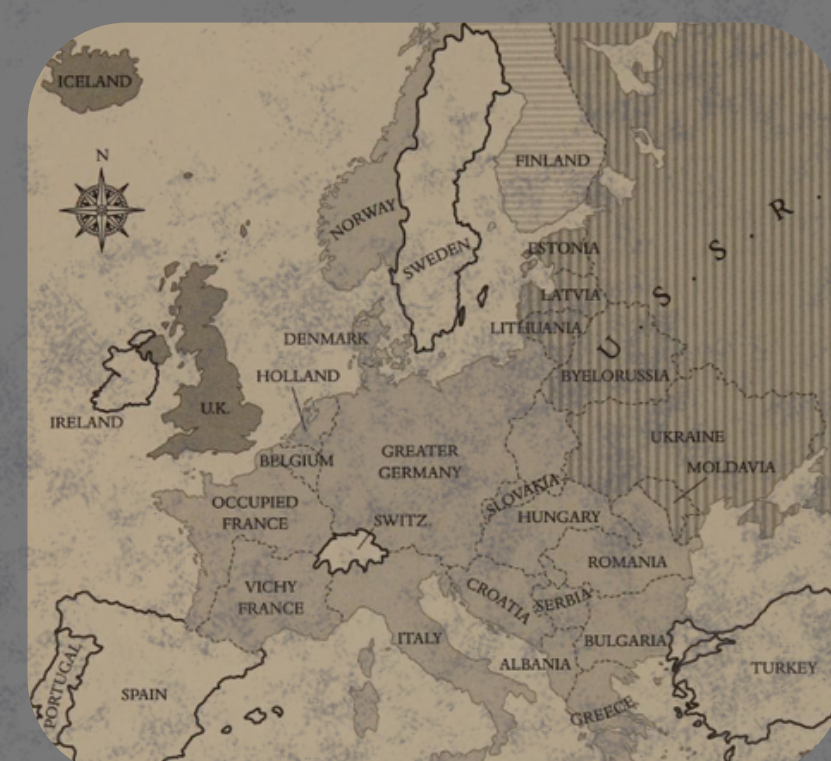 ICELAND
N
FINLAND
NORWAY
SWEDEN
U . S . S . R .
ESTONIA
LATVIA
LITHUANIA
DENMARK
HOLLAND
BYELORUSSIA
IRELAND
U.K.
BELGIUM
GREATER
GERMANY
UKRAINE
MOLDAVIA
SLOVAKIA
OCCUPIED
FRANCE
SWITZ.
HUNGARY
ROMANIA
VICHY
FRANCE
CROATIA
SERBIA
ITALY
BULGARIA
ALBANIA
TURKEY
PORTUGAL
SPAIN
GREECE